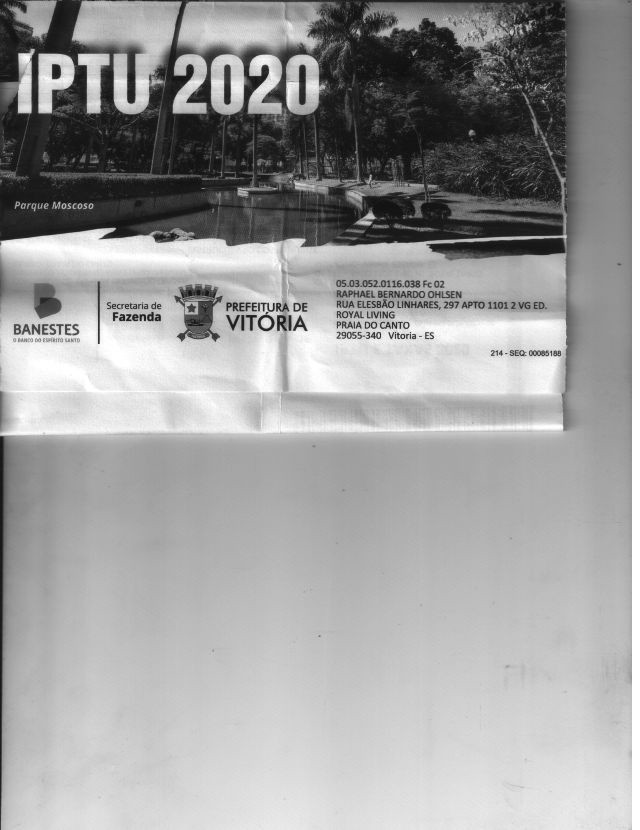 IPTU 2020
Parque Moscoso
BANESTES
O BANCO DO ESPÍRITO SANTO
Secretaria de
Fazenda
PREFEITURA DE
VITÓRIA
05.03.052.0116.038 Fc 02
RAPHAEL BERNARDO OHLSEN
RUA ELESBÃO LINHARES, 297 APTO 1101 2 VG ED.
ROYAL LIVING
PRAIA DO CANTO
29055-340 Vitoria - ES
214 - SEQ: 00085188